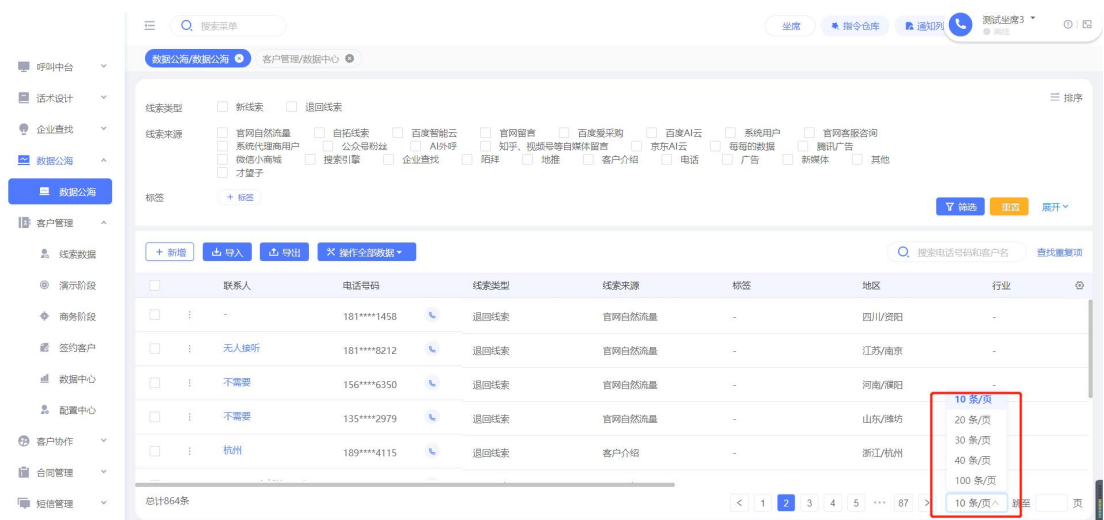 搜索菜单 坐席 指令仓库 通知列 测试坐席3
离线
数据公海/数据公海 客户管理/数据中心
呼叫中台
话术设计
企业查找
数据公海
数据公海
客户管理
线索数据
演示阶段
商务阶段
签约客户
数据中心
配置中心
客户协作
合同管理
短信管理
线索类型 新线索 退回线索 排序
线索来源 官网自然流量 自拓线索 百度智能云 官网留言 百度爱采购 百度AI云 系统用户 官网客服咨询
系统代理商用户 公众号粉丝 AI外呼 知乎、视频号等自媒体留言 京东AI云 每每的数据 腾讯广告
微信小商城 搜索引擎 企业查找 陌拜 地推 客户介绍 电话 广告 新媒体 其他
才望子
标签 + 标签
筛选 重置 展开
+ 新增 导入 导出 操作全部数据 搜索电话号码和客户名 查找重复项
联系人 电话号码 线索类型 线索来源 标签 地区 行业
- 181****1458 退回线索 官网自然流量 - 四川/资阳 -
无人接听 181****8212 退回线索 官网自然流量 - 江苏/南京 -
不需要 156****6350 退回线索 官网自然流量 - 河南/濮阳 -
不需要 135****2979 退回线索 官网自然流量 - 山东/潍坊
杭州 189****4115 退回线索 客户介绍 - 浙江/杭州
10 条/页
20 条/页
30 条/页
40 条/页
100 条/页
总计864条 < 1 2 3 4 5 ··· 87 > 10 条/页 跳至 页